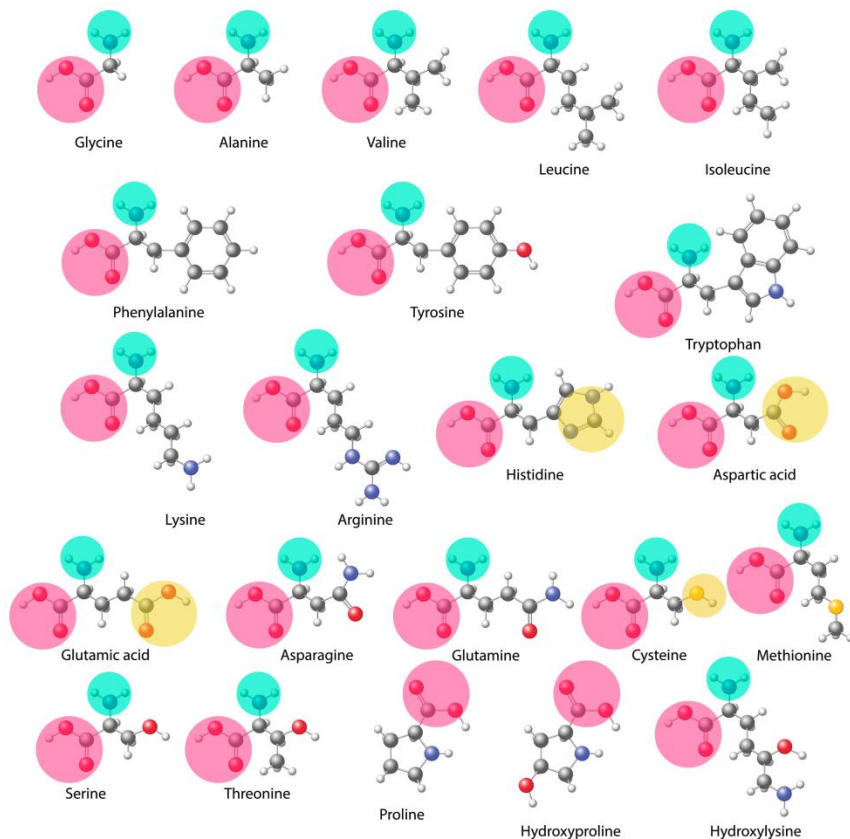 Glycine
Alanine
Valine
Leucine
Isoleucine
Phenylalanine
Tyrosine
Tryptophan
Lysine
Arginine
Histidine
Aspartic acid
Glutamic acid
Asparagine
Glutamine
Cysteine
Methionine
Serine
Threonine
Proline
Hydroxyproline
Hydroxylysine